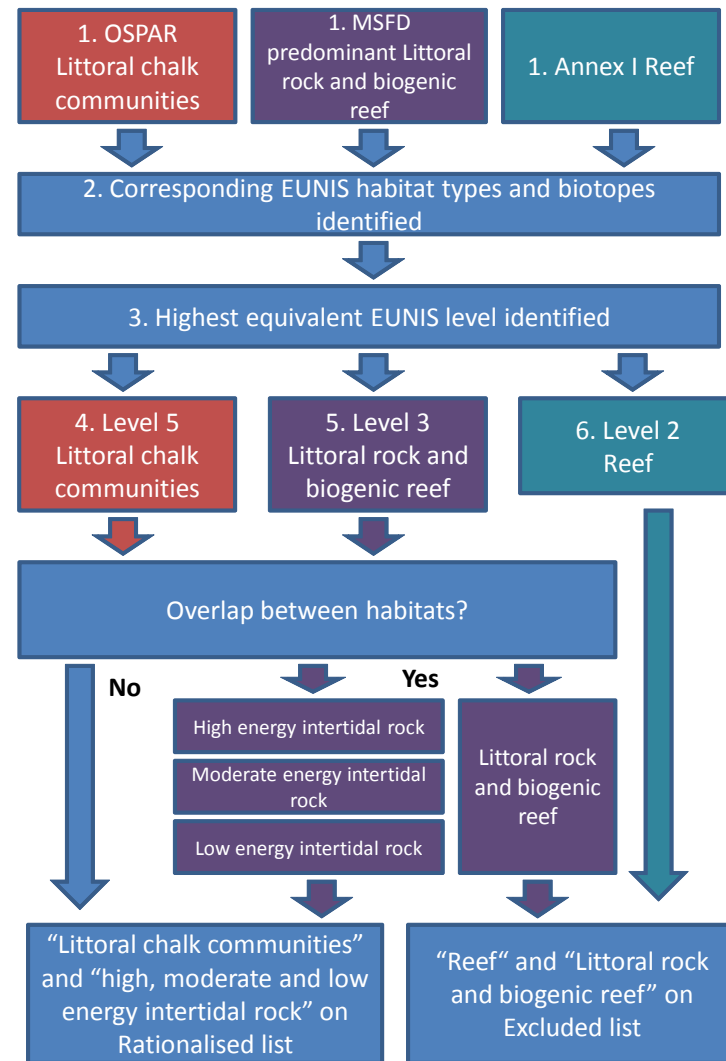 1. OSPAR
Littoral chalk
communities
1. MSFD
predominant Littoral
rock and biogenic
reef
1. Annex I Reef
2. Corresponding EUNIS habitat types and biotopes
identified
3. Highest equivalent EUNIS level identified
4. Level 5
Littoral chalk
communities
5. Level 3
Littoral rock and
biogenic reef
6. Level 2
Reef
Overlap between habitats?
No
Yes
High energy intertidal rock
Moderate energy intertidal
rock
Low energy intertidal rock
Littoral rock
and biogenic
reef
“Littoral chalk communities”
and “high, moderate and low
energy intertidal rock” on
Rationalised list
“Reef“ and “Littoral rock
and biogenic reef” on
Excluded list